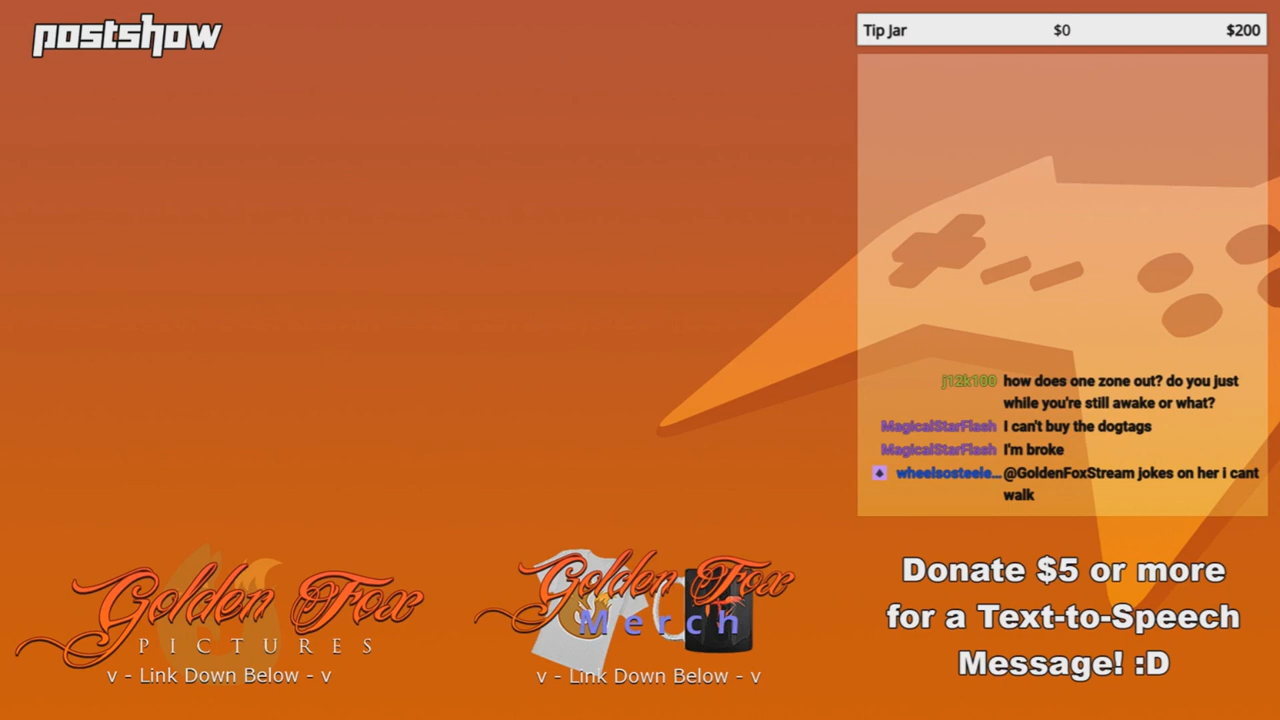 postshow
Tip Jar $0 $200
j12k100 how does one zone out? do you just
while you're still awake or what?
MagicalStarFlash I can't buy the dogtags
MagicalStarFlash I'm broke
wheelsosteele... @GoldenFoxStream jokes on her i cant
walk
Golden Fox
PICTURES
v - Link Down Below - v
Golden Fox
Merch
v - Link Down Below - v
Donate $5 or more
for a Text-to-Speech
Message! :D